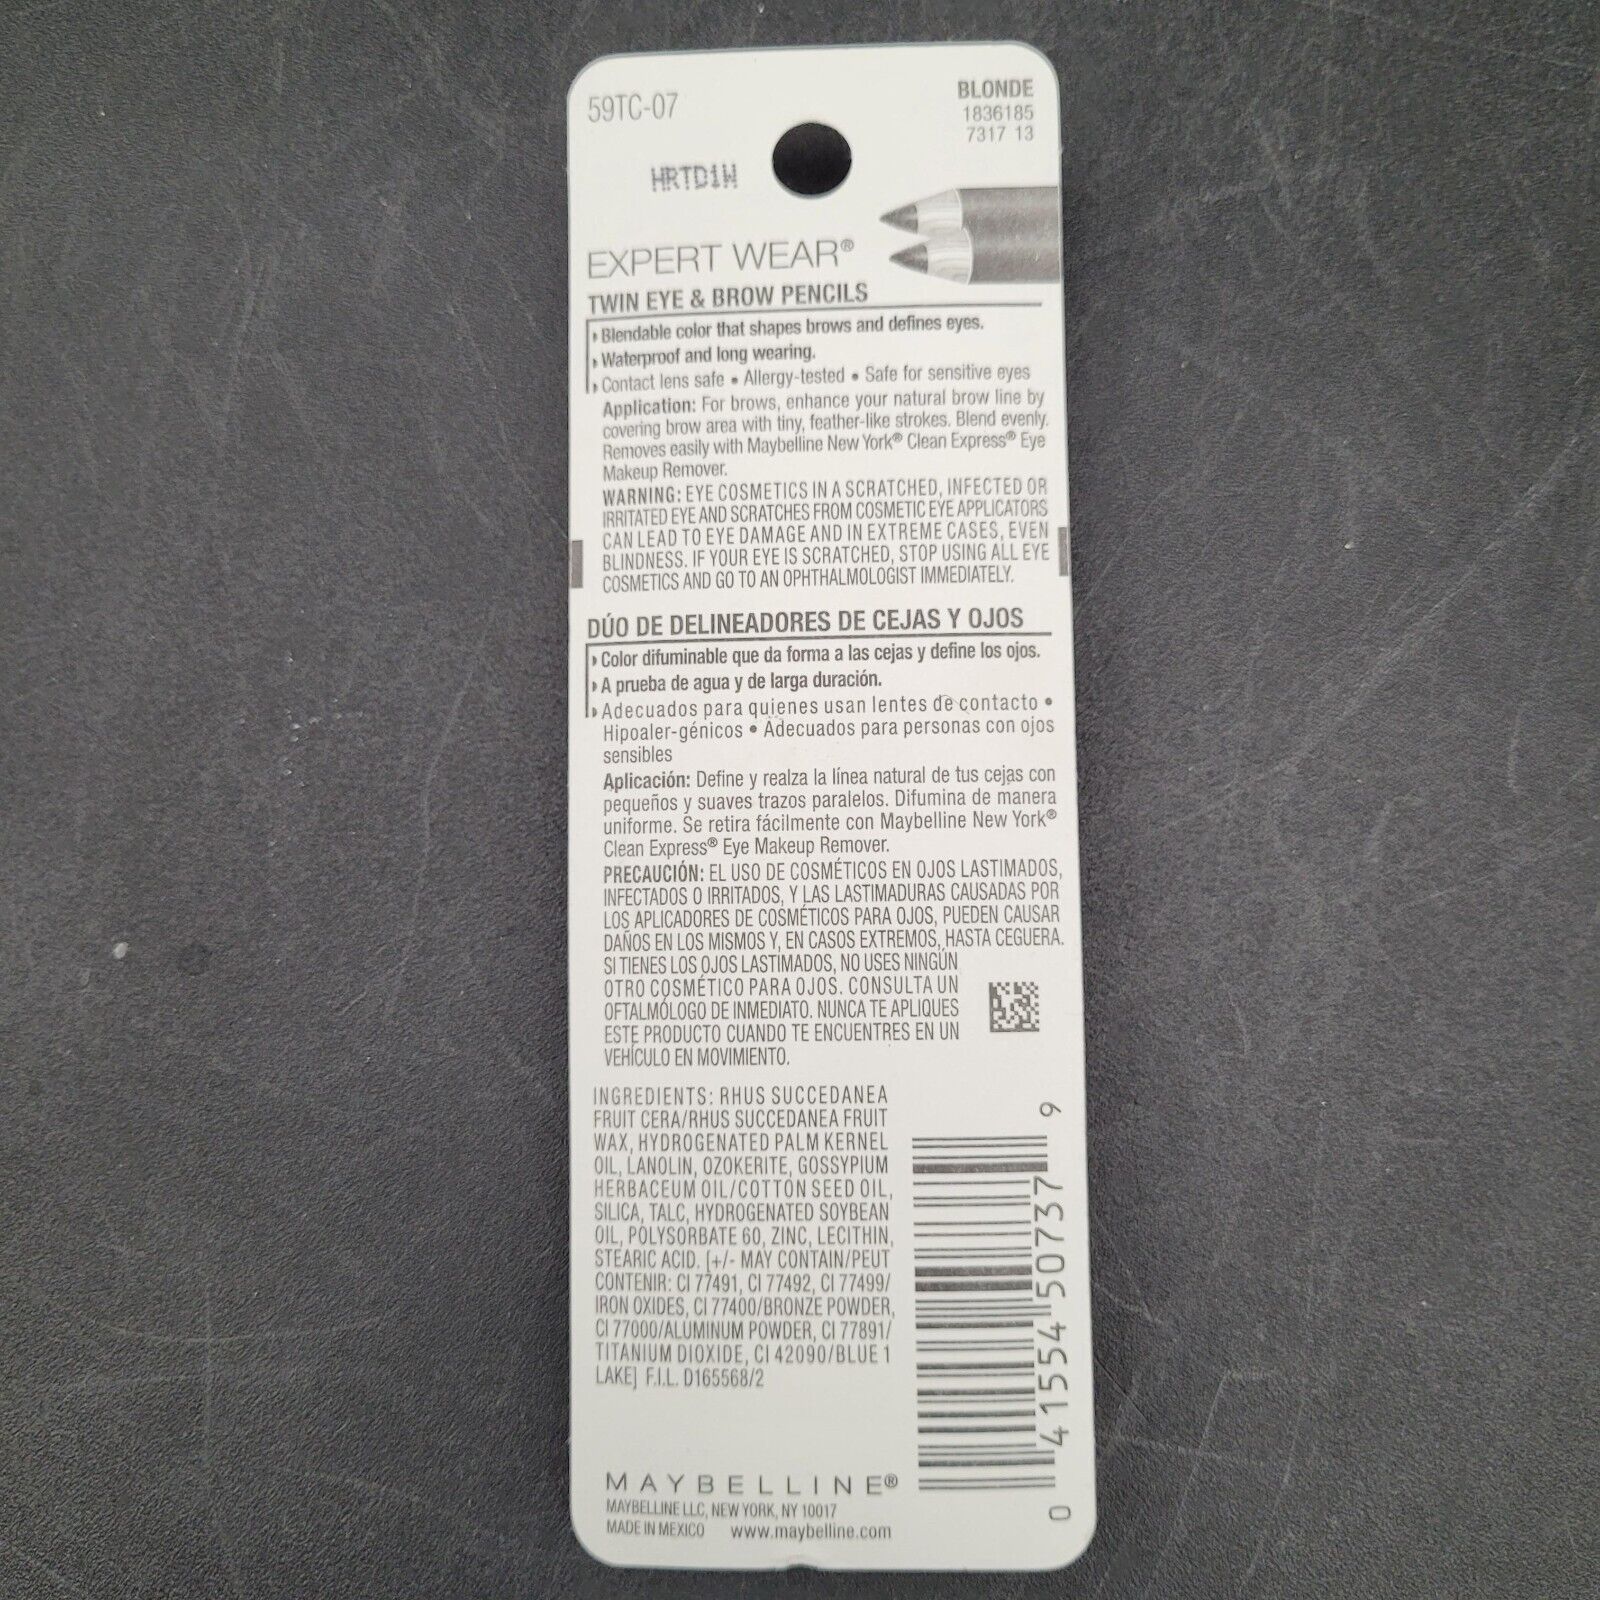 59TC-07
BLONDE
1836185
7317 13
HRTD1W
EXPERT WEAR®
TWIN EYE & BROW PENCILS
Blendable color that shapes brows and defines eyes.
Waterproof and long wearing.
Contact lens safe • Allergy-tested • Safe for sensitive eyes
Application: For brows, enhance your natural brow line by
covering brow area with tiny, feather-like strokes. Blend evenly.
Removes easily with Maybelline New York® Clean Express® Eye
Makeup Remover.
WARNING: EYE COSMETICS IN A SCRATCHED, INFECTED OR
IRRITATED EYE AND SCRATCHES FROM COSMETIC EYE APPLICATORS
CAN LEAD TO EYE DAMAGE AND IN EXTREME CASES, EVEN
BLINDNESS. IF YOUR EYE IS SCRATCHED, STOP USING ALL EYE
COSMETICS AND GO TO AN OPHTHALMOLOGIST IMMEDIATELY.
DÚO DE DELINEADORES DE CEJAS Y OJOS
Color difuminable que da forma a las cejas y define los ojos.
A prueba de agua y de larga duración.
Adecuados para quienes usan lentes de contacto •
Hipoaler-génicos • Adecuados para personas con ojos
sensibles
Aplicación: Define y realza la línea natural de tus cejas con
pequeños y suaves trazos paralelos. Difumina de manera
uniforme. Se retira fácilmente con Maybelline New York®
Clean Express® Eye Makeup Remover.
PRECAUCIÓN: EL USO DE COSMÉTICOS EN OJOS LASTIMADOS,
INFECTADOS O IRRITADOS, Y LAS LASTIMADURAS CAUSADAS POR
LOS APLICADORES DE COSMÉTICOS PARA OJOS, PUEDEN CAUSAR
DAÑOS EN LOS MISMOS Y, EN CASOS EXTREMOS, HASTA CEGUERA.
SI TIENES LOS OJOS LASTIMADOS, NO USES NINGÚN
OTRO COSMÉTICO PARA OJOS. CONSULTA UN
OFTALMÓLOGO DE INMEDIATO. NUNCA TE APLIQUES
ESTE PRODUCTO CUANDO TE ENCUENTRES EN UN
VEHÍCULO EN MOVIMIENTO.
INGREDIENTS: RHUS SUCCEDANEA
FRUIT CERA/RHUS SUCCEDANEA FRUIT
WAX, HYDROGENATED PALM KERNEL
OIL, LANOLIN, OZOKERITE, GOSSYPIUM
HERBACEUM OIL/COTTON SEED OIL,
SILICA, TALC, HYDROGENATED SOYBEAN
OIL, POLYSORBATE 60, ZINC, LECITHIN,
STEARIC ACID. [+/- MAY CONTAIN/PEUT
CONTENIR: CI 77491, CI 77492, CI 77499/
IRON OXIDES, CI 77400/BRONZE POWDER,
CI 77000/ALUMINUM POWDER, CI 77891/
TITANIUM DIOXIDE, CI 42090/BLUE 1
LAKE] F.I.L. D165568/2
0 41554 50737 9
MAYBELLINE®
MAYBELLINE LLC, NEW YORK, NY 10017
MADE IN MEXICO www.maybelline.com